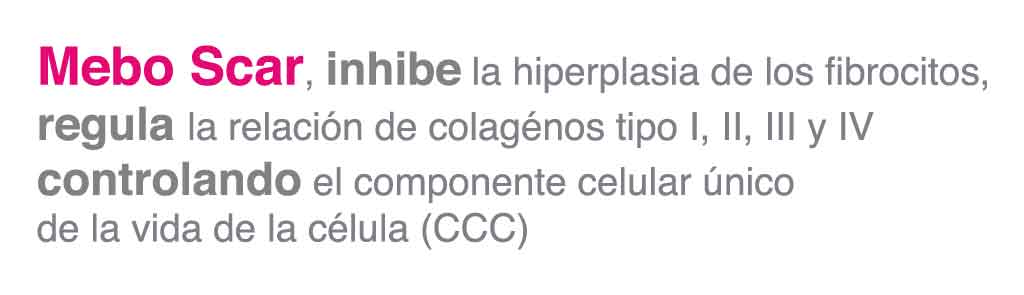 Mebo Scar, inhibe la hiperplasia de los fibrocitos,
regula la relación de colagénos tipo I, II, III y IV
controlando el componente celular único
de la vida de la célula (CCC)